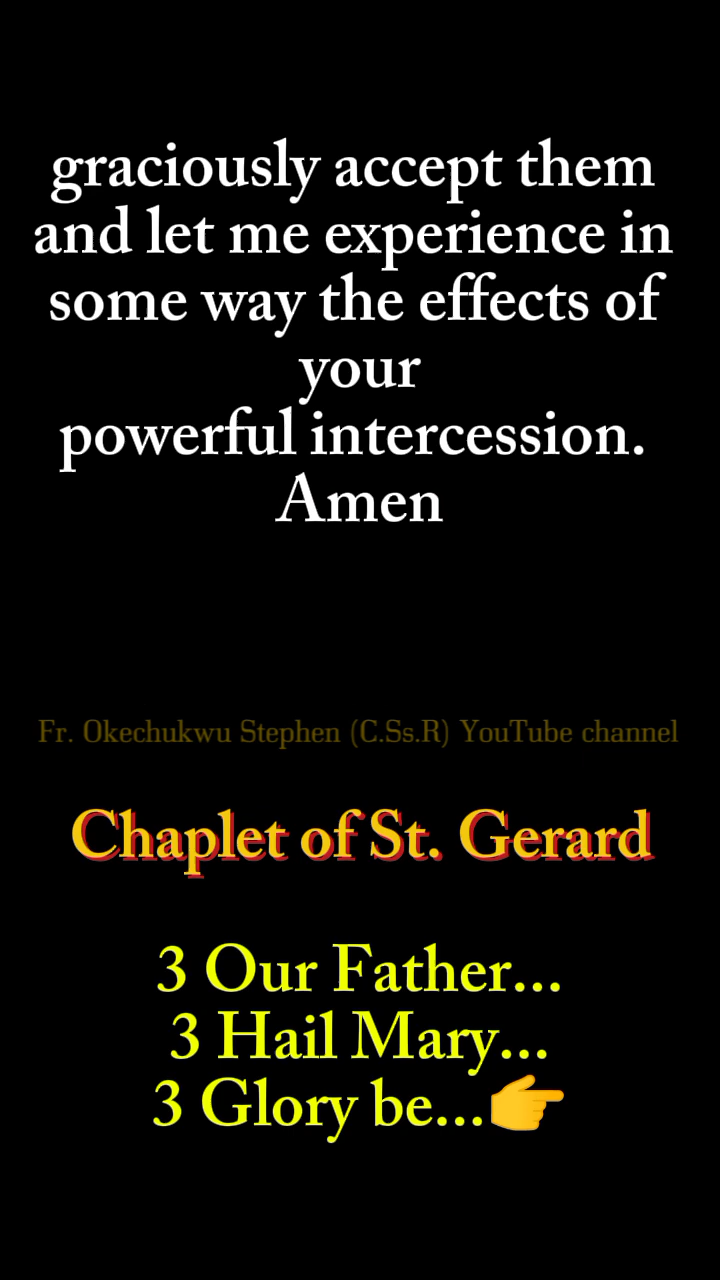 graciously accept them
and let me experience in
some way the effects of
your
powerful intercession.
Amen
Fr. Okechukwu Stephen (C.Ss.R) YouTube channel
Chaplet of St. Gerard
3 Our Father...
3 Hail Mary...
3 Glory be...👉